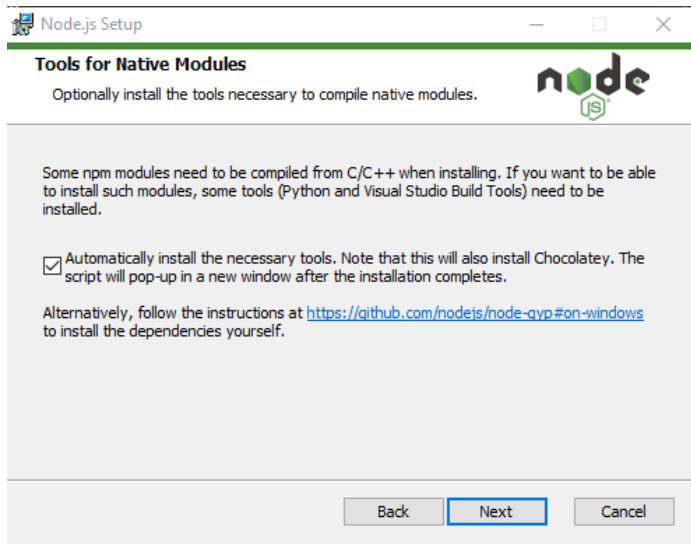 Node.js Setup
Tools for Native Modules
Optionally install the tools necessary to compile native modules.
node
JS
Some npm modules need to be compiled from C/C++ when installing. If you want to be able
to install such modules, some tools (Python and Visual Studio Build Tools) need to be
installed.
Automatically install the necessary tools. Note that this will also install Chocolatey. The
script will pop-up in a new window after the installation completes.
Alternatively, follow the instructions at https://github.com/nodejs/node-gyp#on-windows
to install the dependencies yourself.
Back Next Cancel